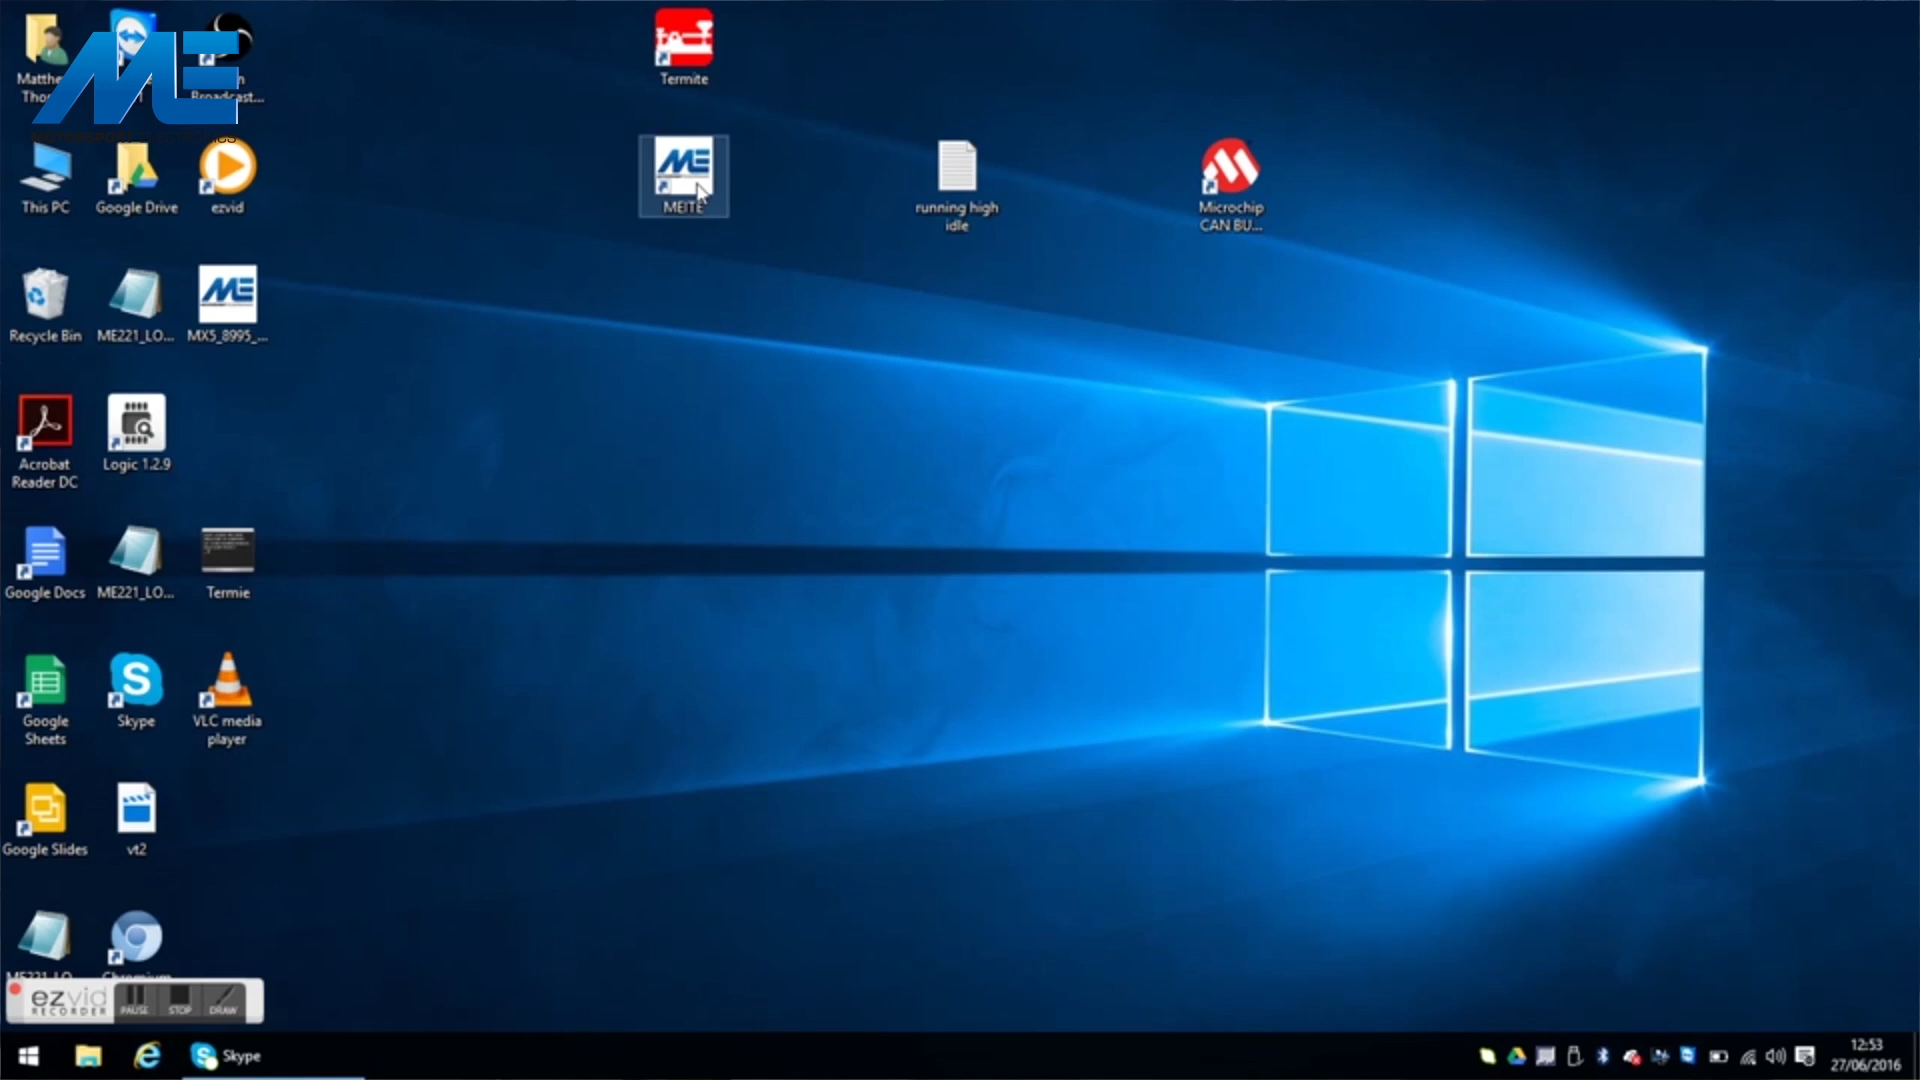 Termite
Broadcast...
ME
This PC
Google Drive
ezvid
MEITE
running high
idle
Microchip
CAN BU...
Recycle Bin
ME221_LO...
MX5_8995_...
Acrobat
Reader DC
Logic 1.2.9
Google Docs
ME221_LO...
Termie
Google
Sheets
Skype
VLC media
player
Google Slides
vt2
ezvid
RECORDER
PAUSE
STOP
DRAW
Skype
12:53
27/06/2016